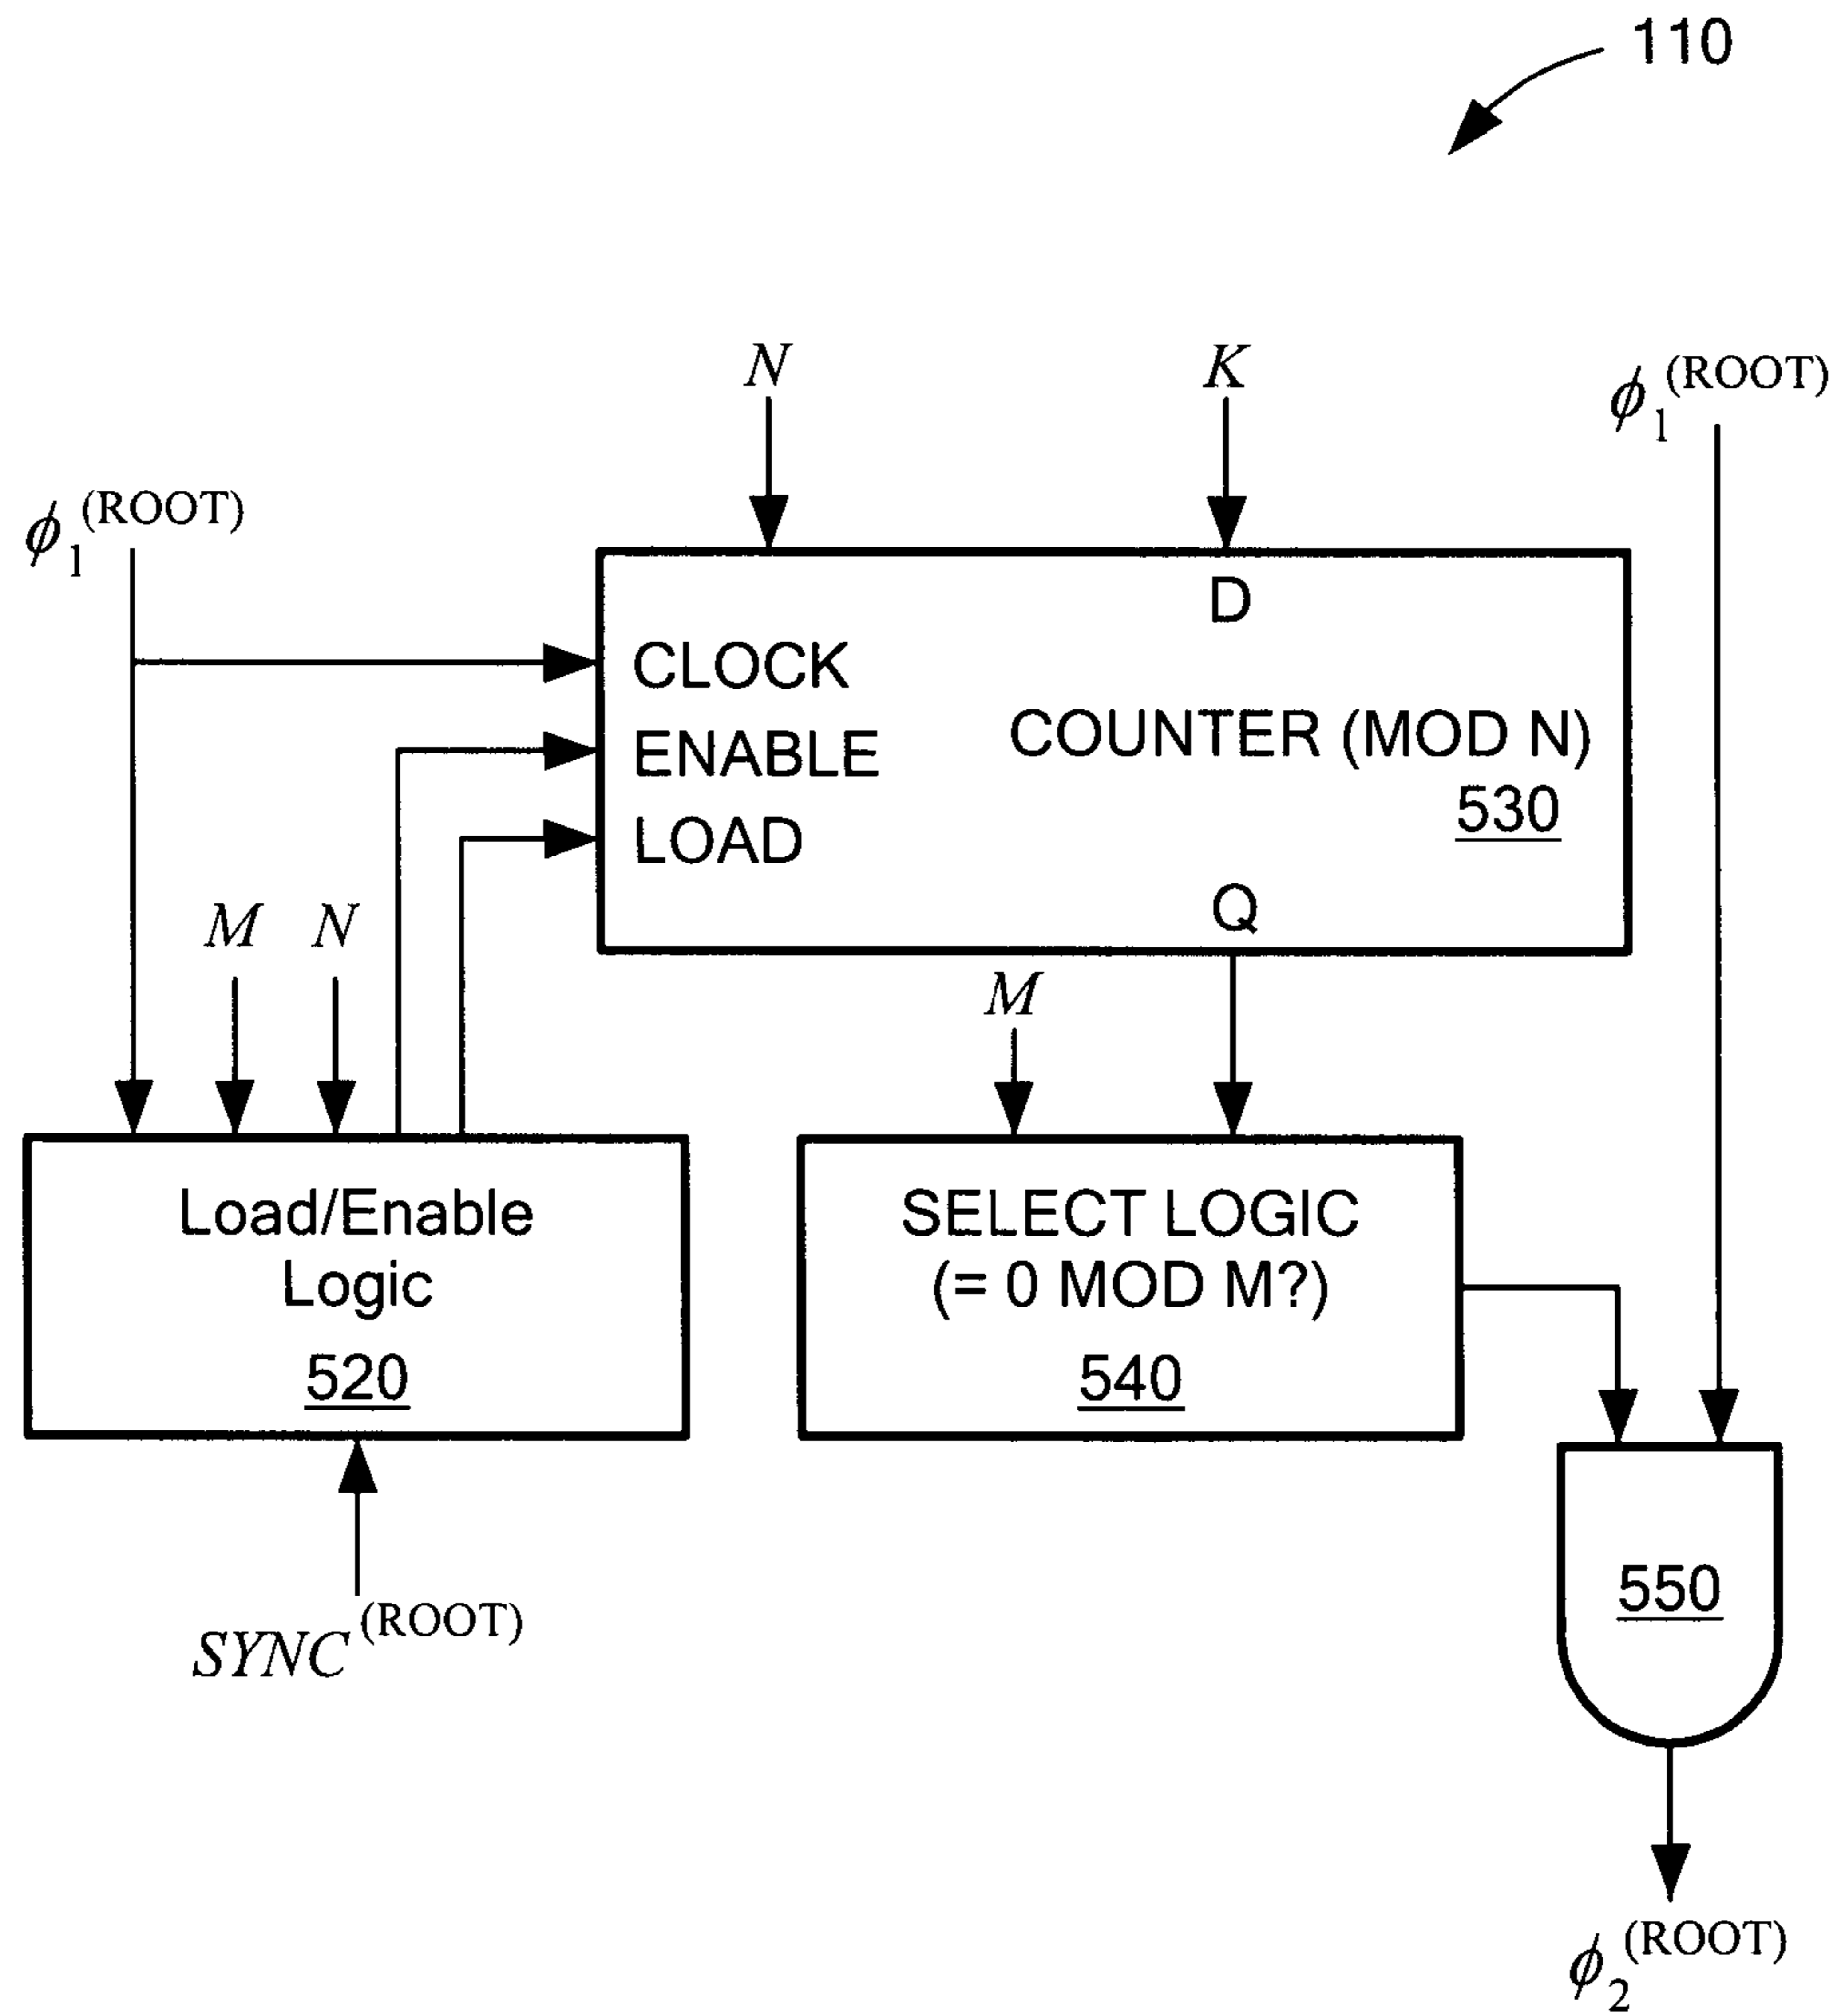 110
N
K
ϕ1(ROOT)
ϕ1(ROOT)
D
CLOCK
ENABLE
COUNTER (MOD N)
530
LOAD
Q
M
N
M
Load/Enable
Logic
520
SELECT LOGIC
(= 0 MOD M?)
540
550
SYNC(ROOT)
ϕ2(ROOT)